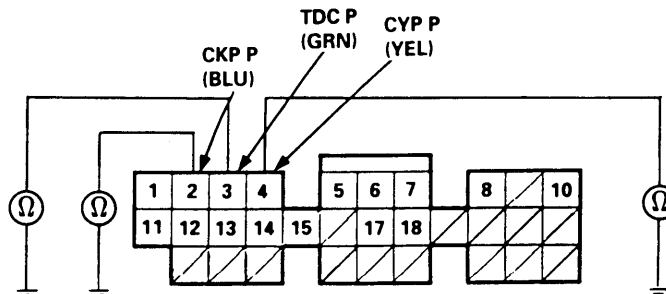 TDC P
(GRN)
CYP P
(YEL)
CKP P
(BLU)
Ω Ω Ω
1 2 3 4 5 6 7 8 10
11 12 13 14 15 17 18